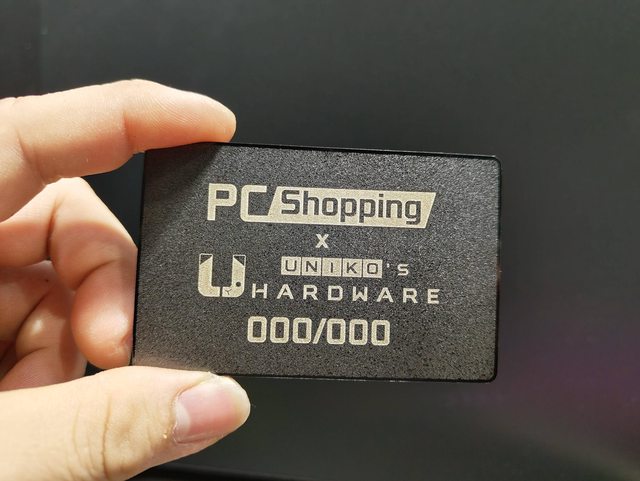 PC Shopping
x
UNIKO's
HARDWARE
000/000